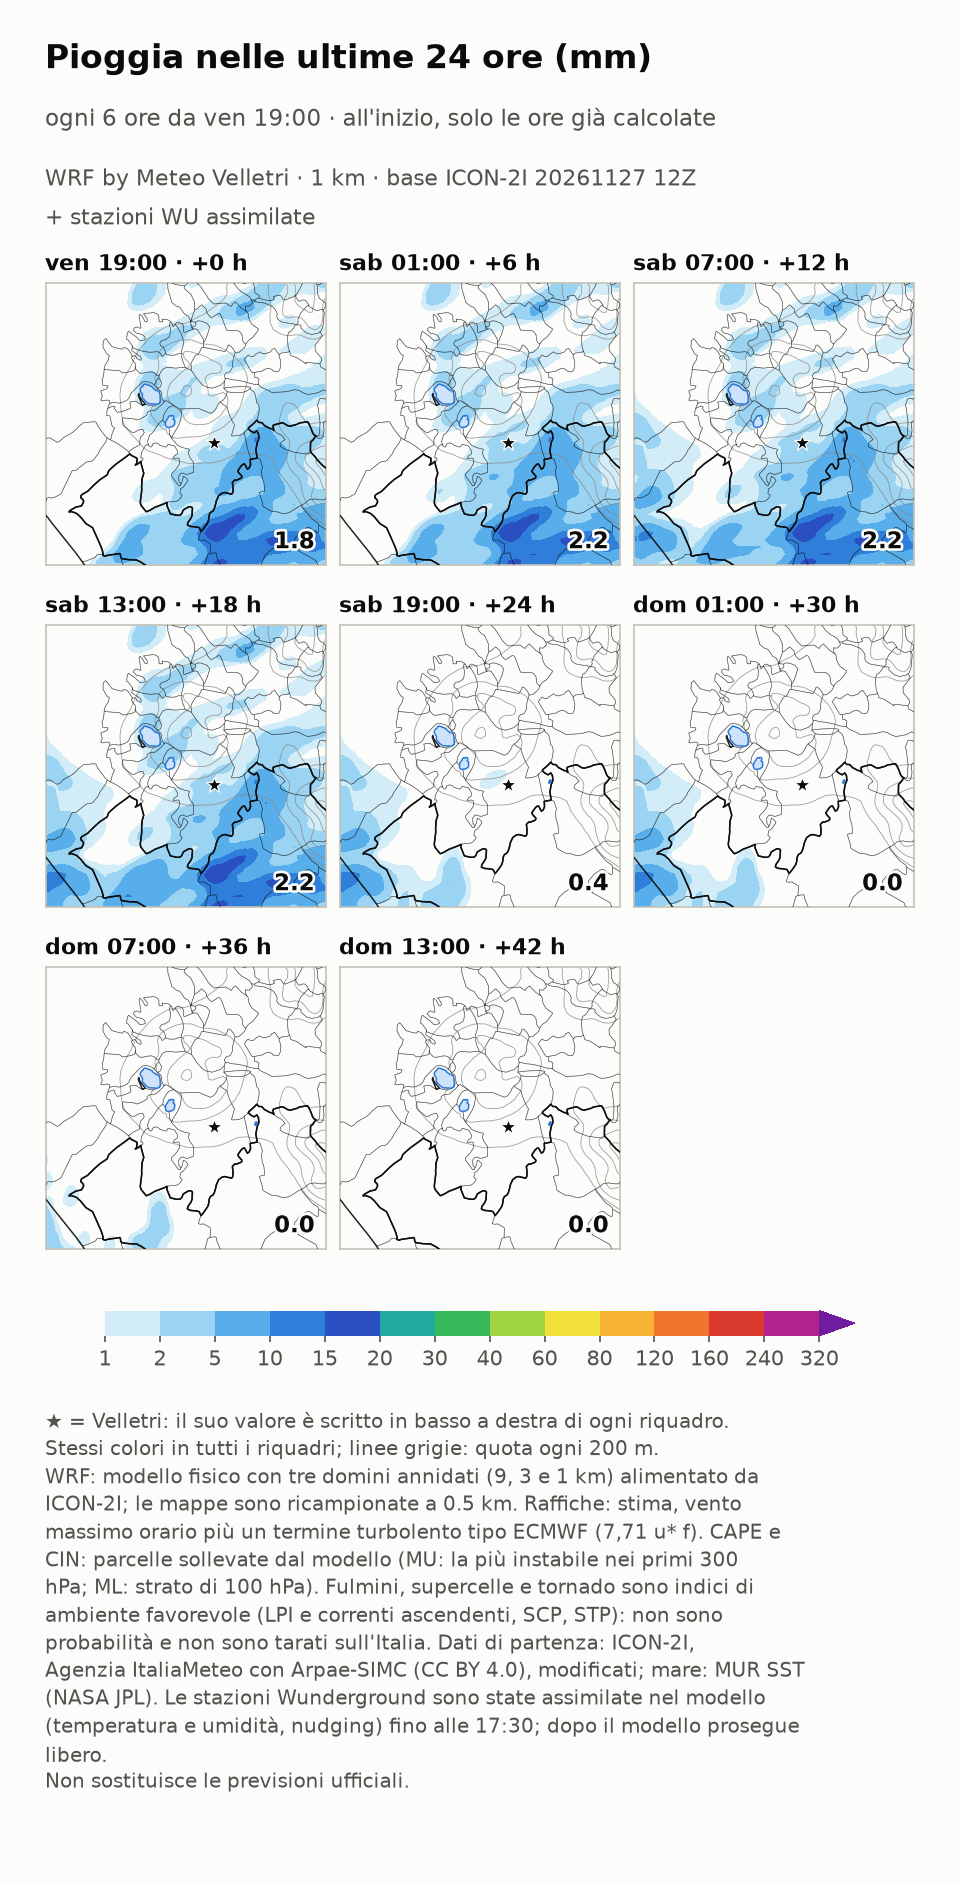 Pioggia nelle ultime 24 ore (mm)
ogni 6 ore da ven 19:00 · all'inizio, solo le ore già calcolate
WRF by Meteo Velletri · 1 km · base ICON-2I 20261127 12Z
+ stazioni WU assimilate
ven 19:00 · +0 h
sab 01:00 · +6 h
sab 07:00 · +12 h
1.8
2.2
2.2
sab 13:00 · +18 h
sab 19:00 · +24 h
dom 01:00 · +30 h
2.2
0.4
0.0
dom 07:00 · +36 h
dom 13:00 · +42 h
0.0
0.0
1 2 5 10 15 20 30 40 60 80 120 160 240 320
★ = Velletri: il suo valore è scritto in basso a destra di ogni riquadro.
Stessi colori in tutti i riquadri; linee grigie: quota ogni 200 m.
WRF: modello fisico con tre domini annidati (9, 3 e 1 km) alimentato da
ICON-2I; le mappe sono ricampionate a 0.5 km. Raffiche: stima, vento
massimo orario più un termine turbolento tipo ECMWF (7,71 u* f). CAPE e
CIN: parcelle sollevate dal modello (MU: la più instabile nei primi 300
hPa; ML: strato di 100 hPa). Fulmini, supercelle e tornado sono indici di
ambiente favorevole (LPI e correnti ascendenti, SCP, STP): non sono
probabilità e non sono tarati sull'Italia. Dati di partenza: ICON-2I,
Agenzia ItaliaMeteo con Arpae-SIMC (CC BY 4.0), modificati; mare: MUR SST
(NASA JPL). Le stazioni Wunderground sono state assimilate nel modello
(temperatura e umidità, nudging) fino alle 17:30; dopo il modello prosegue
libero.
Non sostituisce le previsioni ufficiali.